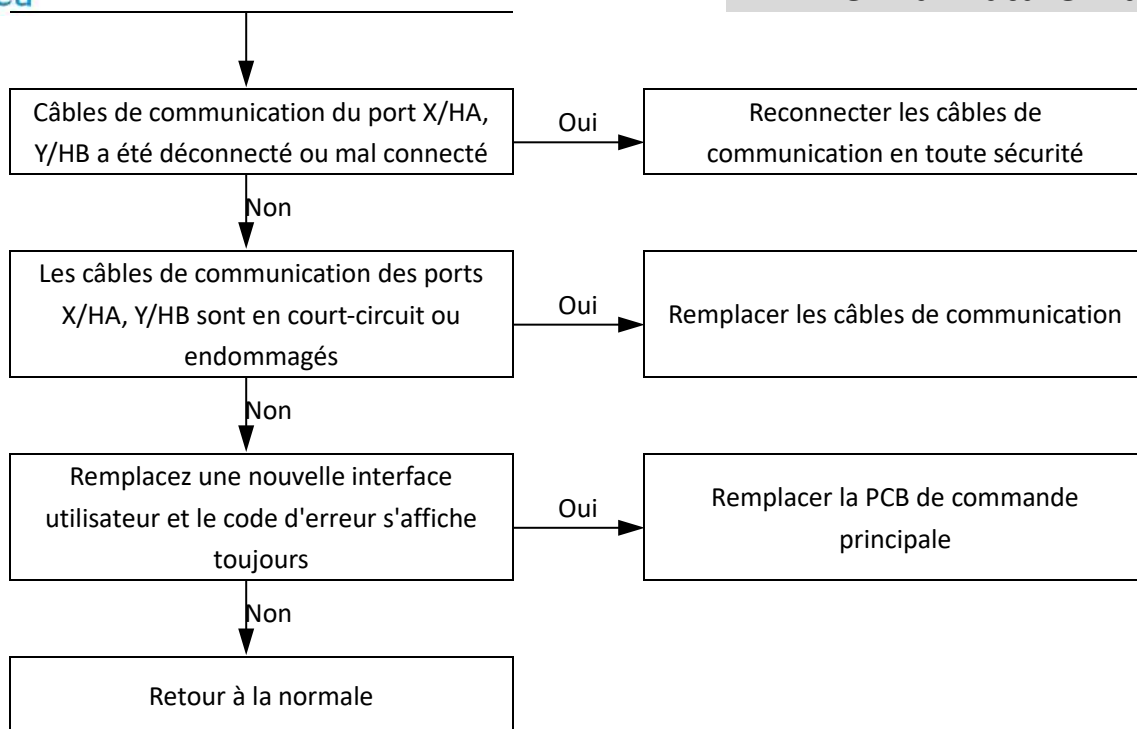 Câbles de communication du port X/HA,
Y/HB a été déconnecté ou mal connecté
Oui
Reconnecter les câbles de
communication en toute sécurité
Non
Les câbles de communication des ports
X/HA, Y/HB sont en court-circuit ou
endommagés
Oui
Remplacer les câbles de communication
Non
Remplacez une nouvelle interface
utilisateur et le code d'erreur s'affiche
toujours
Oui
Remplacer la PCB de commande
principale
Non
Retour à la normale